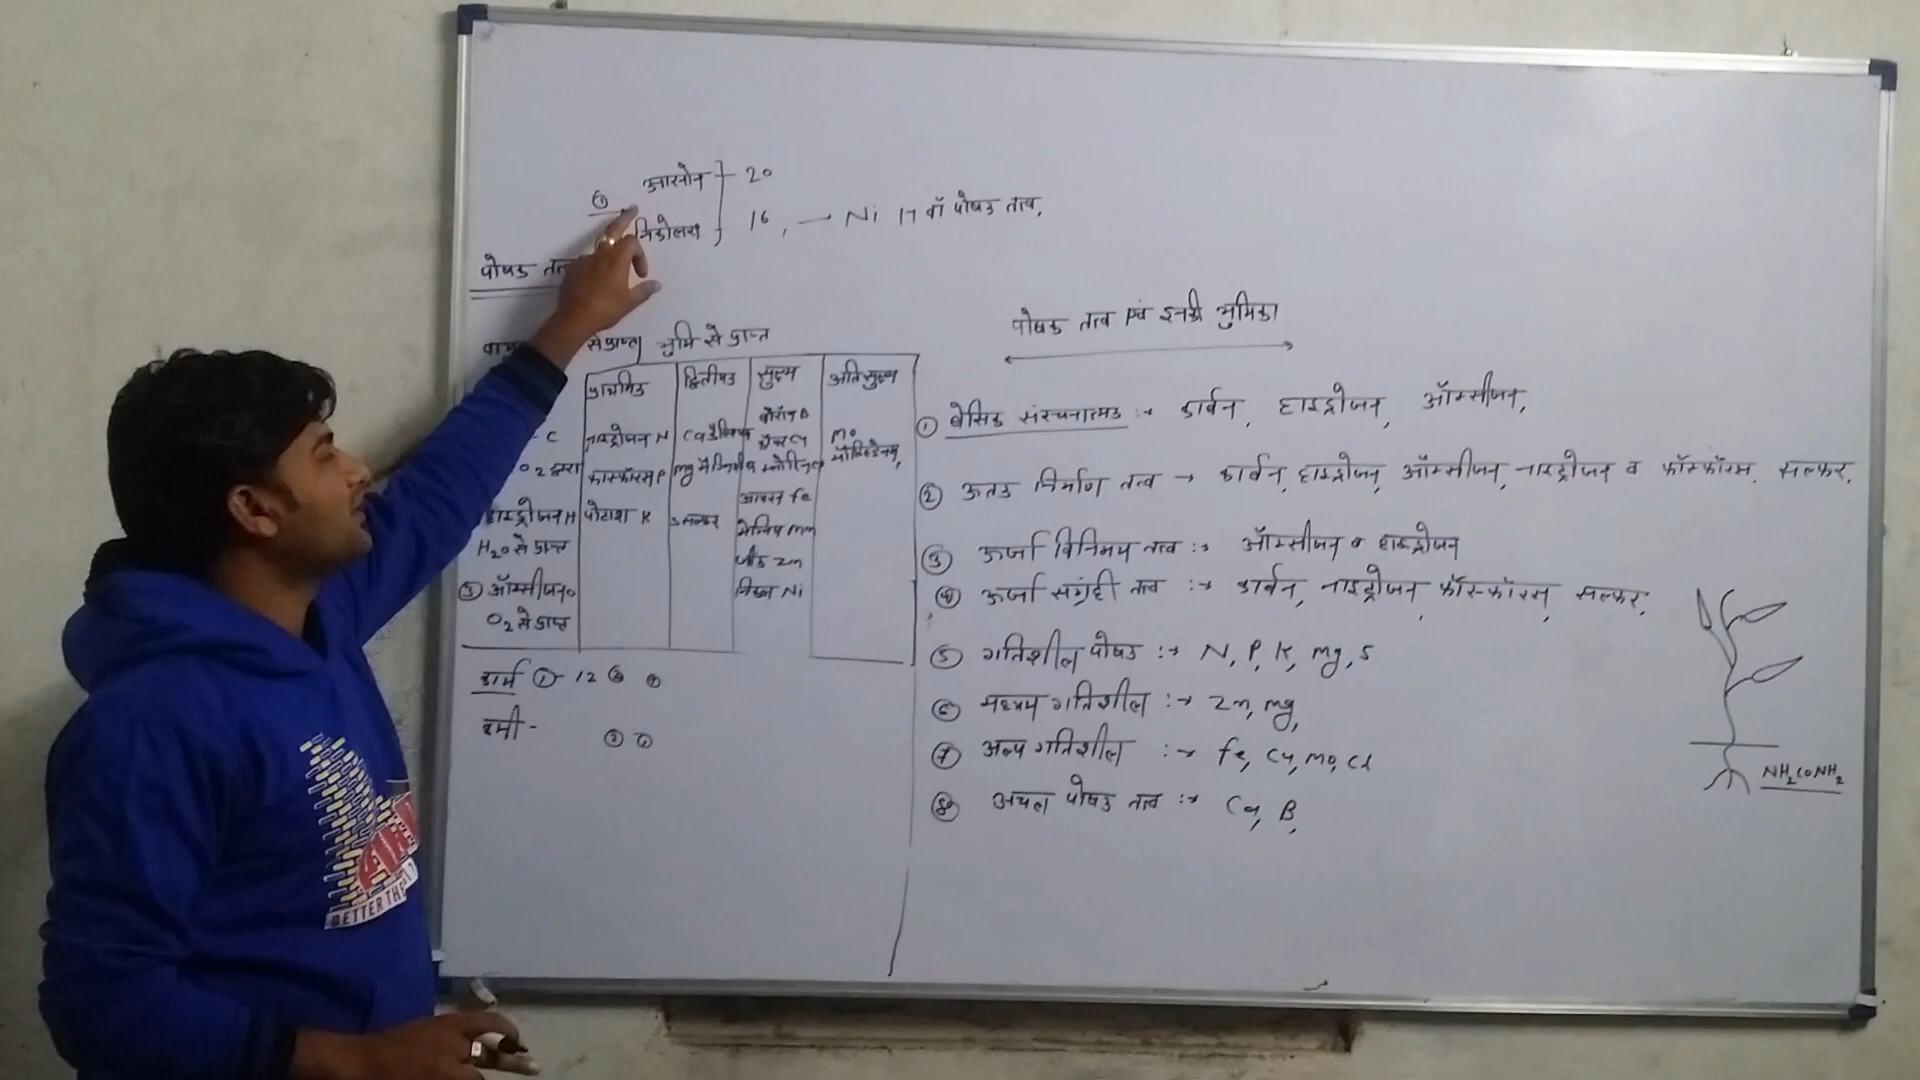 ① आरनोन 20
निकोलस 16, → Ni 17 वाँ पोषक तत्व,
पोषक तत्व
से प्राप्त भूमि से प्राप्त
प्राथमिक द्वितीयक सूक्ष्म अतिसूक्ष्म
C नाइट्रोजन N Ca बोरॉन B Mo
O2 द्वारा फास्फोरस P Mg मोलिब्डेनम,
हाइड्रोजन H पोटाश K S सल्फर आयरन Fe
H2O से प्राप्त Mn
③ ऑक्सीजन O जिंक Zn
O2 से प्राप्त निकल Ni
कार्य ① - 12 ③ ④
कमी -
पोषक तत्व एवं इनकी भूमिका
① बेसिक संरचनात्मक :→ कार्बन, हाइड्रोजन, ऑक्सीजन,
② ऊतक निर्माण तत्व → कार्बन, हाइड्रोजन, ऑक्सीजन, नाइट्रोजन व फॉस्फोरस, सल्फर,
③ ऊर्जा विनिमय तत्व :→ ऑक्सीजन व हाइड्रोजन
④ ऊर्जा संग्रही तत्व :→ कार्बन, नाइट्रोजन, फॉस्फोरस, सल्फर,
⑤ गतिशील पोषक :→ N, P, K, Mg, S
⑥ मध्यम गतिशील :→ Zn, Mg,
⑦ अल्प गतिशील :→ Fe, Cu, Mo, Cl
⑧ अचल पोषक तत्व :→ Ca, B,
NH2CONH2
BETTER THE